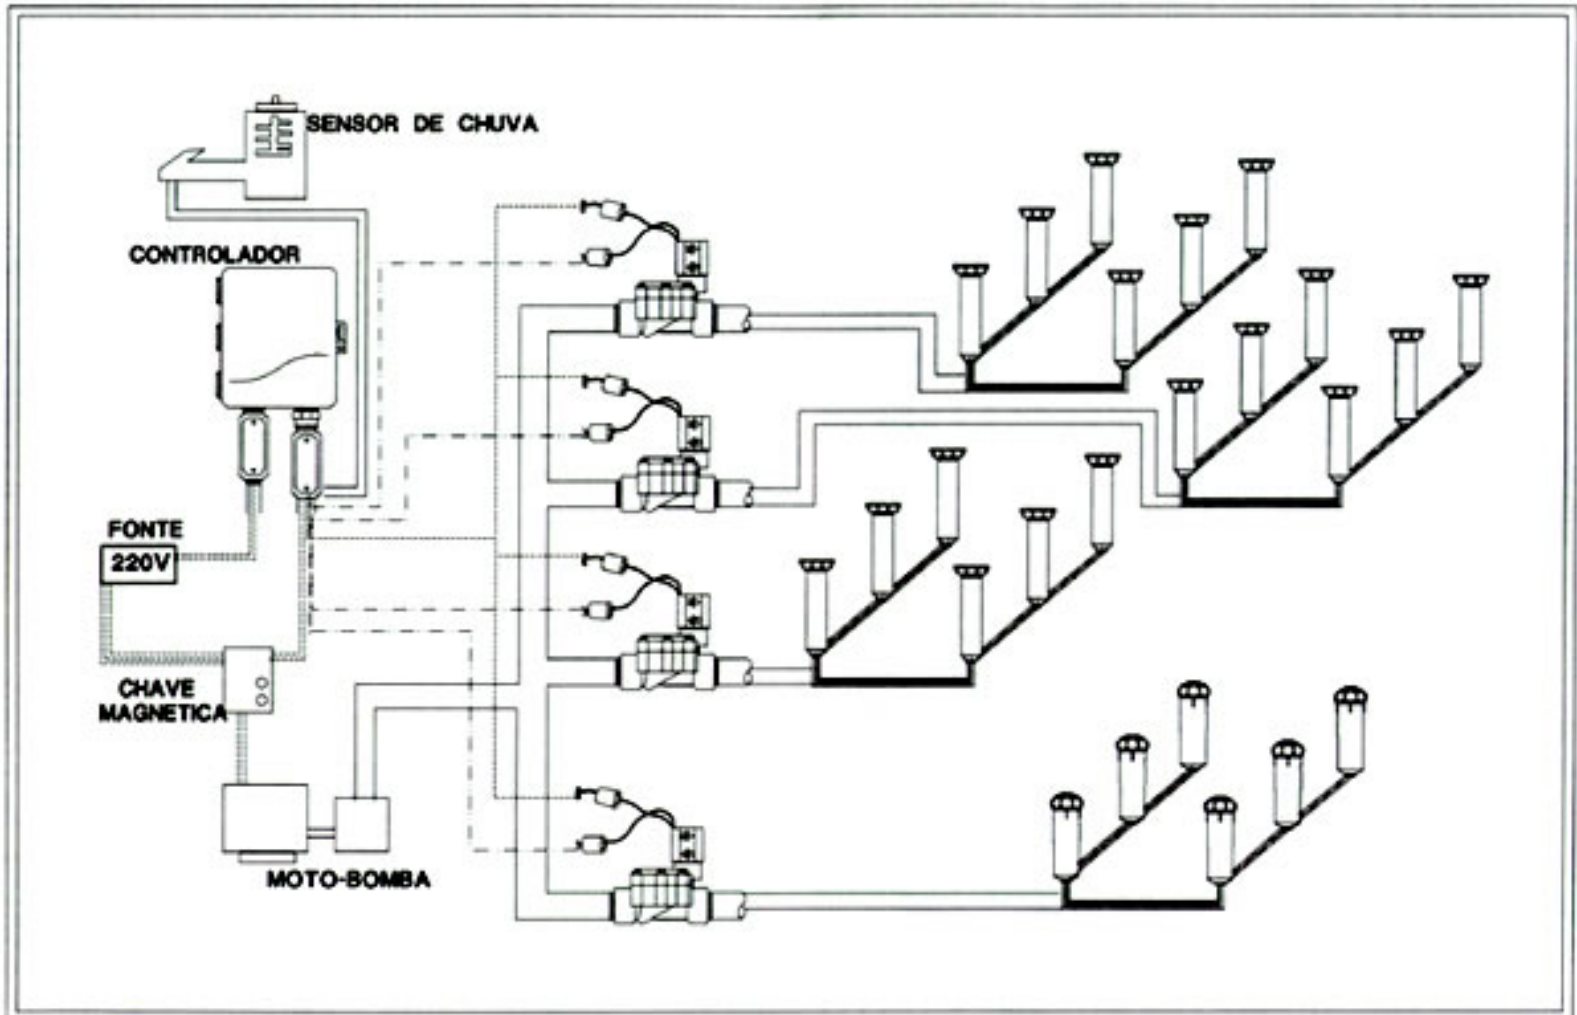 SENSOR DE CHUVA
CONTROLADOR
FONTE
220V
CHAVE
MAGNETICA
MOTO-BOMBA